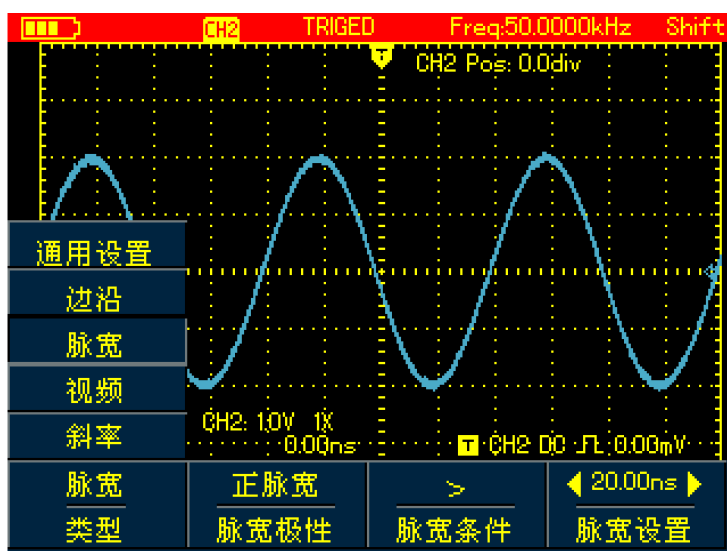 CH2 TRIGED Freq:50.0000kHz Shift
T CH2 Pos: 0.0div
通用设置
边沿
脉宽
视频
斜率
CH2: 1.0V 1X
0.00ns T CH2 DC 0.00mV
脉宽 正脉宽 > 20.00ns
类型 脉宽极性 脉宽条件 脉宽设置